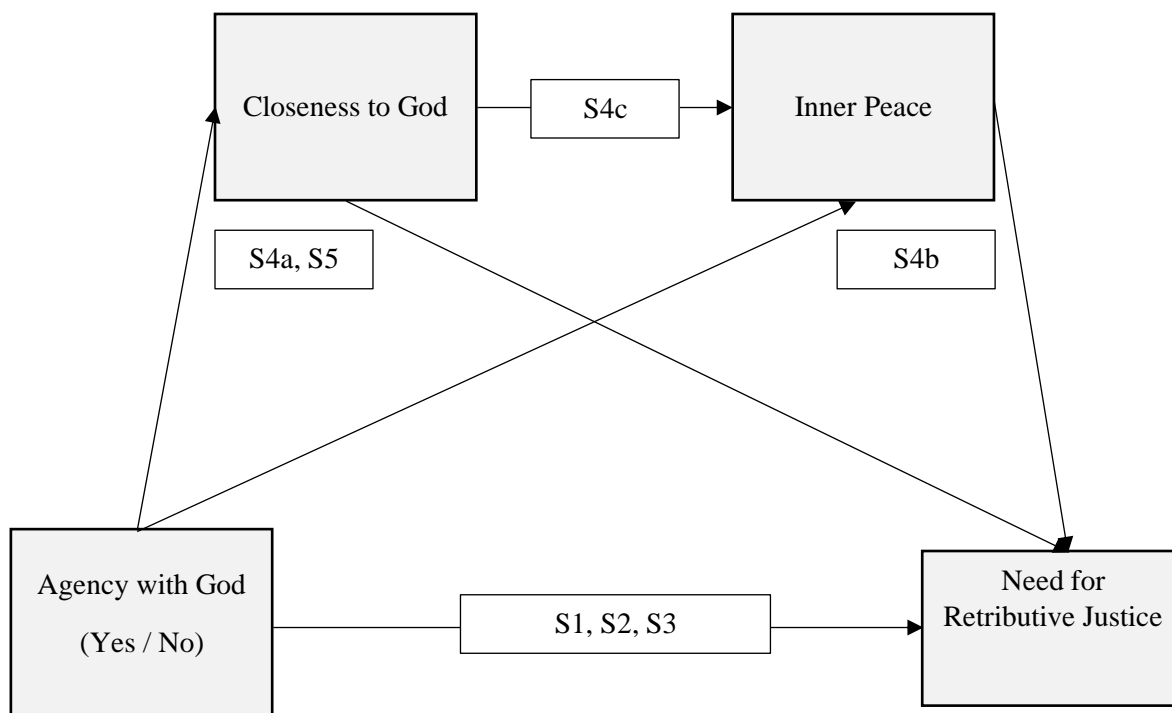 Closeness to God
S4c
Inner Peace
S4a, S5
S4b
Agency with God
(Yes / No)
S1, S2, S3
Need for
Retributive Justice